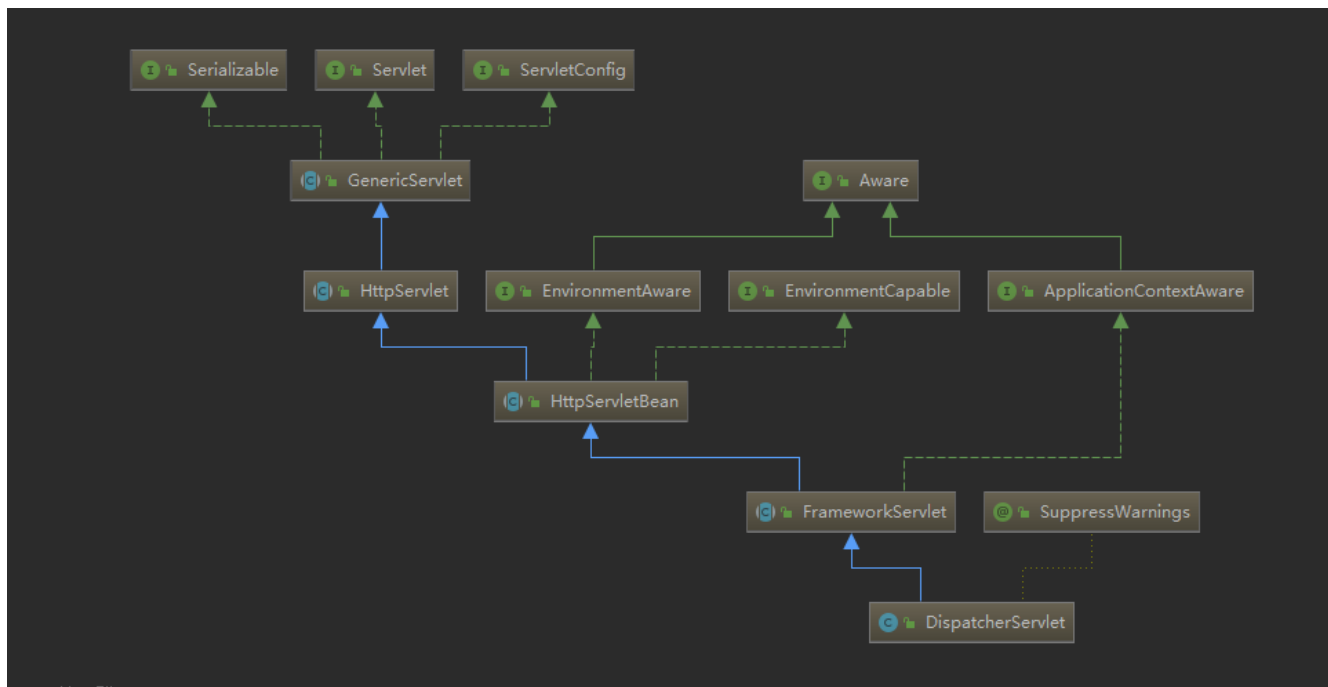 Serializable
Servlet
ServletConfig
GenericServlet
Aware
HttpServlet
EnvironmentAware
EnvironmentCapable
ApplicationContextAware
HttpServletBean
FrameworkServlet
SuppressWarnings
DispatcherServlet